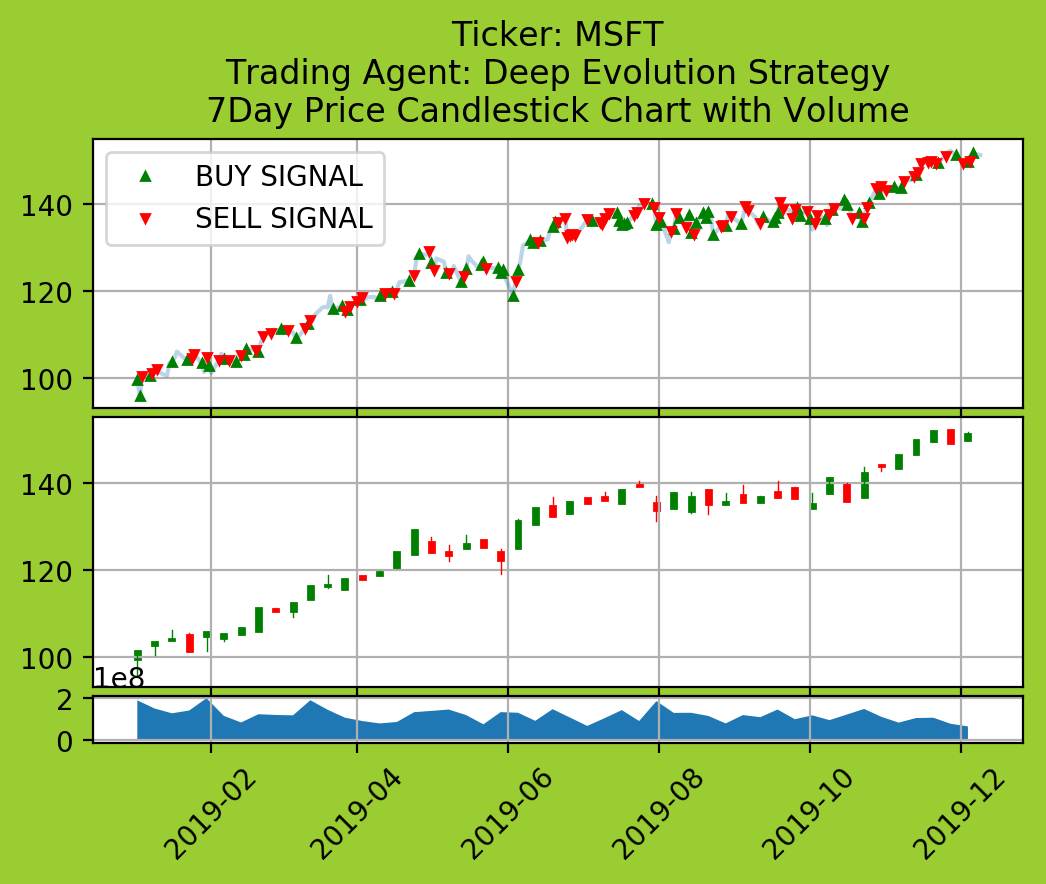 Ticker: MSFT
Trading Agent: Deep Evolution Strategy
7Day Price Candlestick Chart with Volume
BUY SIGNAL
SELL SIGNAL
140
120
100
140
120
100
1e8
2
0
2019-02
2019-04
2019-06
2019-08
2019-10
2019-12